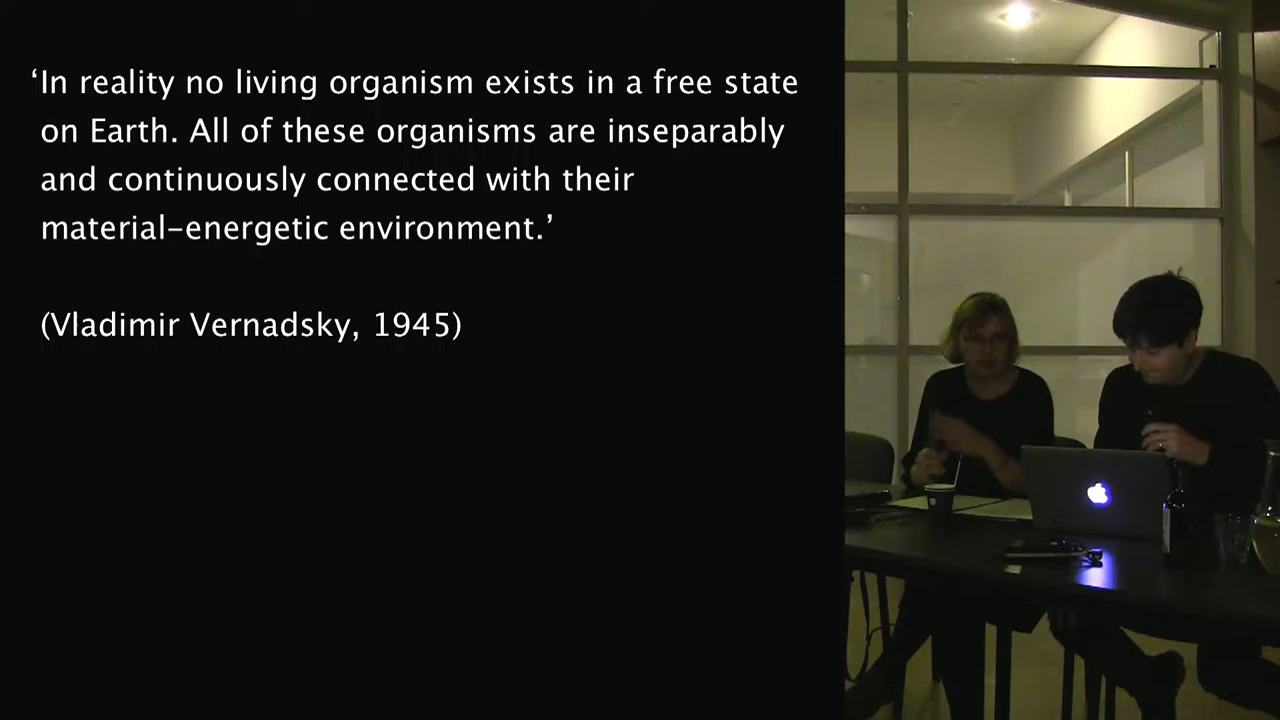 ‘In reality no living organism exists in a free state
on Earth. All of these organisms are inseparably
and continuously connected with their
material-energetic environment.’
(Vladimir Vernadsky, 1945)